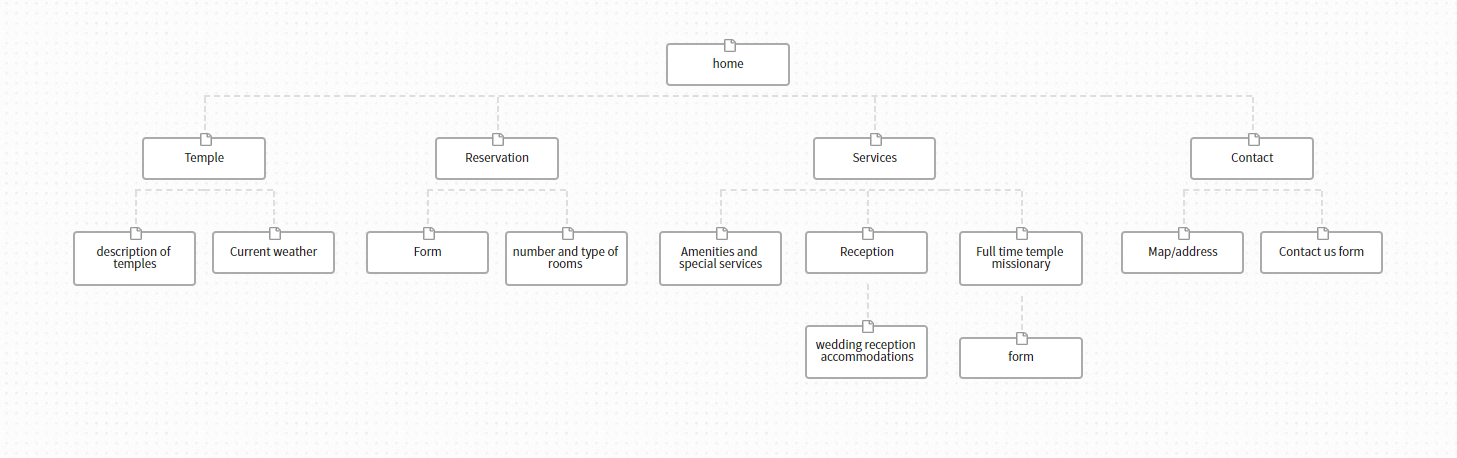 home
Temple
Reservation
Services
Contact
description of
temples
Current weather
Form
number and type of
rooms
Amenities and
special services
Reception
Full time temple
missionary
Map/address
Contact us form
wedding reception
accommodations
form